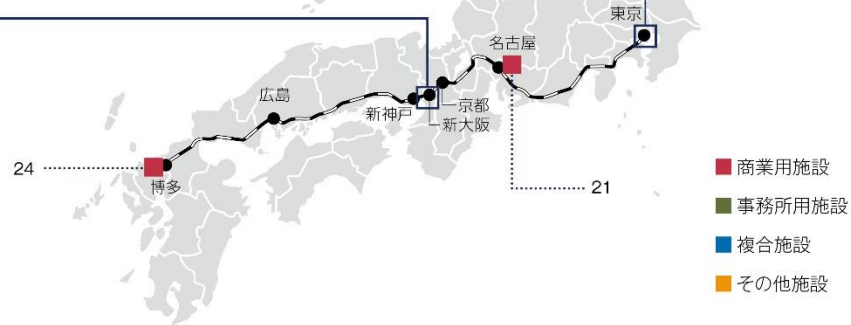 東京
名古屋
広島
新神戸
京都
新大阪
24
博多
21
商業用施設
事務所用施設
複合施設
その他施設